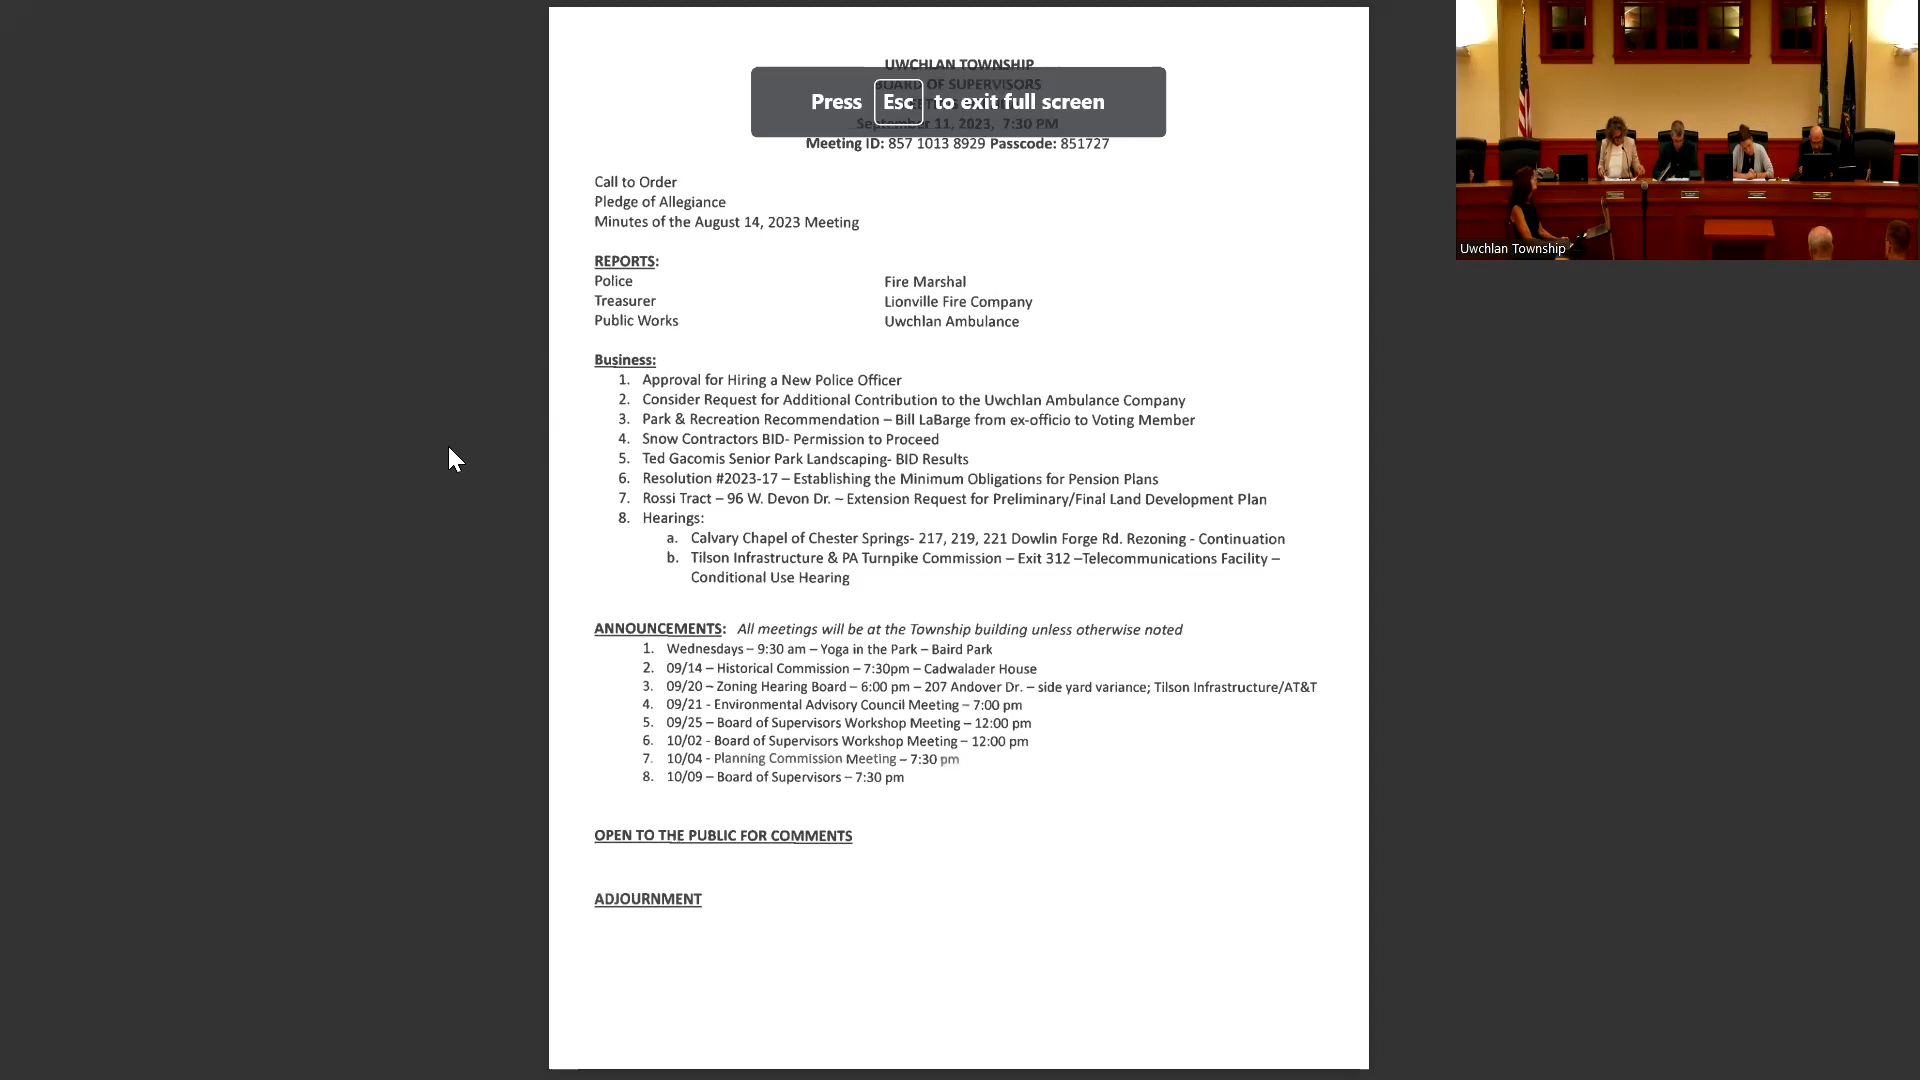 UWCHLAN TOWNSHIP
BOARD OF SUPERVISORS
Press Esc to exit full screen
September 11, 2023, 7:30 PM
Meeting ID: 857 1013 8929 Passcode: 851727
Call to Order
Pledge of Allegiance
Minutes of the August 14, 2023 Meeting
REPORTS:
Police Fire Marshal
Treasurer Lionville Fire Company
Public Works Uwchlan Ambulance
Business:
1. Approval for Hiring a New Police Officer
2. Consider Request for Additional Contribution to the Uwchlan Ambulance Company
3. Park & Recreation Recommendation – Bill LaBarge from ex-officio to Voting Member
4. Snow Contractors BID- Permission to Proceed
5. Ted Gacomis Senior Park Landscaping- BID Results
6. Resolution #2023-17 – Establishing the Minimum Obligations for Pension Plans
7. Rossi Tract – 96 W. Devon Dr. – Extension Request for Preliminary/Final Land Development Plan
8. Hearings:
a. Calvary Chapel of Chester Springs- 217, 219, 221 Dowlin Forge Rd. Rezoning - Continuation
b. Tilson Infrastructure & PA Turnpike Commission – Exit 312 –Telecommunications Facility –
Conditional Use Hearing
ANNOUNCEMENTS: All meetings will be at the Township building unless otherwise noted
1. Wednesdays – 9:30 am – Yoga in the Park – Baird Park
2. 09/14 – Historical Commission – 7:30pm – Cadwalader House
3. 09/20 – Zoning Hearing Board – 6:00 pm – 207 Andover Dr. – side yard variance; Tilson Infrastructure/AT&T
4. 09/21 - Environmental Advisory Council Meeting – 7:00 pm
5. 09/25 – Board of Supervisors Workshop Meeting – 12:00 pm
6. 10/02 - Board of Supervisors Workshop Meeting – 12:00 pm
7. 10/04 - Planning Commission Meeting – 7:30 pm
8. 10/09 – Board of Supervisors – 7:30 pm
OPEN TO THE PUBLIC FOR COMMENTS
ADJOURNMENT
Uwchlan Township